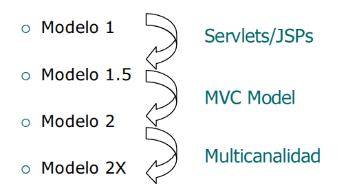 Modelo 1
Servlets/JSPs
Modelo 1.5
MVC Model
Modelo 2
Multicanalidad
Modelo 2X